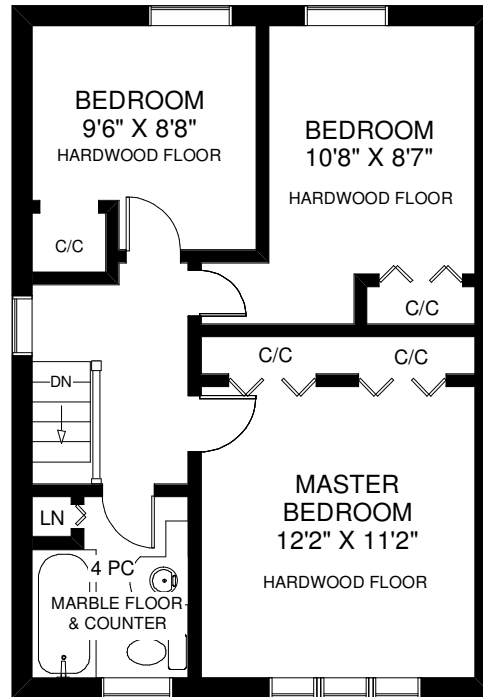 BEDROOM
9'6" X 8'8"
HARDWOOD FLOOR
BEDROOM
10'8" X 8'7"
HARDWOOD FLOOR
C/C
C/C
C/C
C/C
DN
MASTER
BEDROOM
12'2" X 11'2"
HARDWOOD FLOOR
LN
4 PC
MARBLE FLOOR
& COUNTER